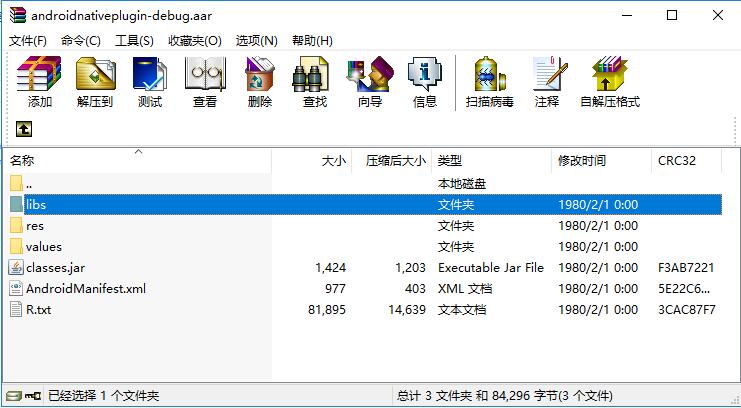 androidnativeplugin-debug.aar
文件(F) 命令(C) 工具(S) 收藏夹(O) 选项(N) 帮助(H)
添加 解压到 测试 查看 删除 查找 向导 信息 扫描病毒 注释 自解压格式
名称 大小 压缩后大小 类型 修改时间 CRC32
.. 本地磁盘
libs 文件夹 1980/2/1 0:00
res 文件夹 1980/2/1 0:00
values 文件夹 1980/2/1 0:00
classes.jar 1,424 1,203 Executable Jar File 1980/2/1 0:00 F3AB7221
AndroidManifest.xml 977 403 XML 文档 1980/2/1 0:00 5E22C6...
R.txt 81,895 14,639 文本文档 1980/2/1 0:00 3CAC87F7
已经选择 1 个文件夹 总计 3 文件夹 和 84,296 字节(3 个文件)